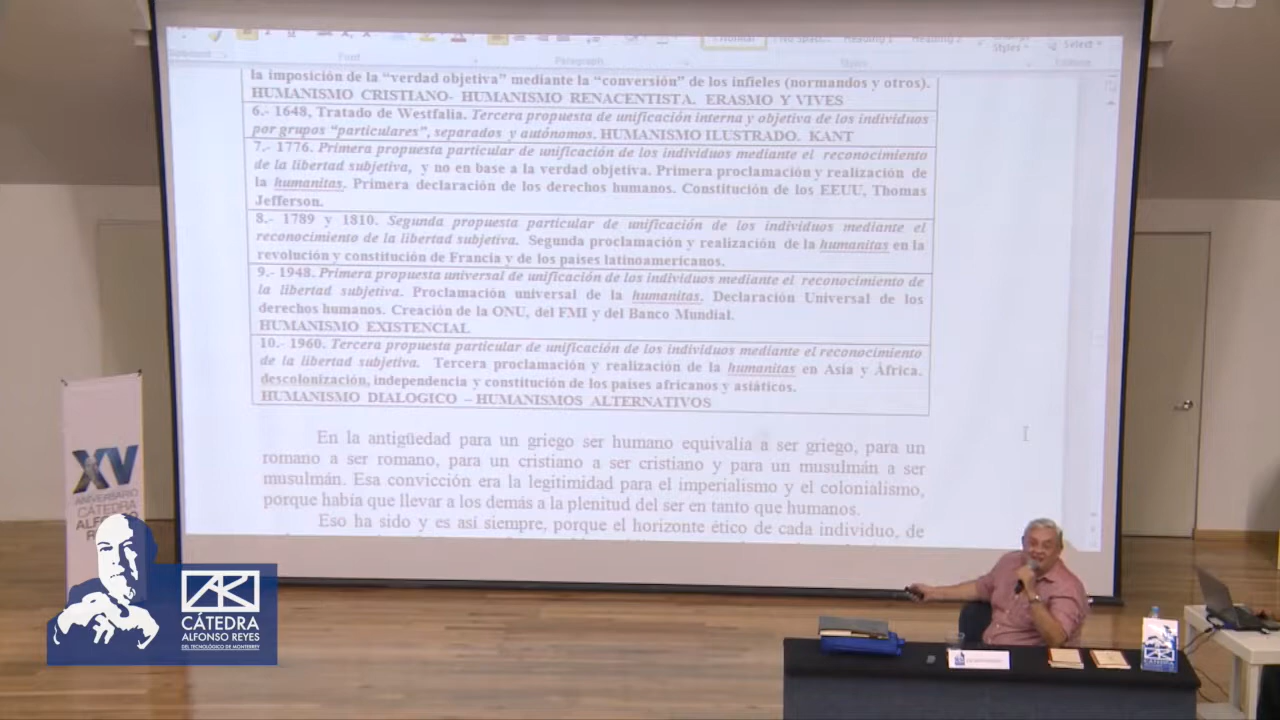 Font
Paragraph
Styles
Styles
Select
la imposición de la “verdad objetiva” mediante la “conversión” de los infieles (normandos y otros).
HUMANISMO CRISTIANO- HUMANISMO RENACENTISTA. ERASMO Y VIVES
6.- 1648, Tratado de Westfalia. Tercera propuesta de unificación interna y objetiva de los individuos
por grupos “particulares”, separados y autónomos. HUMANISMO ILUSTRADO. KANT
7.- 1776. Primera propuesta particular de unificación de los individuos mediante el reconocimiento
de la libertad subjetiva, y no en base a la verdad objetiva. Primera proclamación y realización de
la humanitas. Primera declaración de los derechos humanos. Constitución de los EEUU, Thomas
Jefferson.
8.- 1789 y 1810. Segunda propuesta particular de unificación de los individuos mediante el
reconocimiento de la libertad subjetiva. Segunda proclamación y realización de la humanitas en la
revolución y constitución de Francia y de los países latinoamericanos.
9.- 1948. Primera propuesta universal de unificación de los individuos mediante el reconocimiento de
la libertad subjetiva. Proclamación universal de la humanitas. Declaración Universal de los
derechos humanos. Creación de la ONU, del FMI y del Banco Mundial.
HUMANISMO EXISTENCIAL
10.- 1960. Tercera propuesta particular de unificación de los individuos mediante el reconocimiento
de la libertad subjetiva. Tercera proclamación y realización de la humanitas en Asia y África.
descolonización, independencia y constitución de los países africanos y asiáticos.
HUMANISMO DIALOGICO – HUMANISMOS ALTERNATIVOS
En la antigüedad para un griego ser humano equivalía a ser griego, para un
romano a ser romano, para un cristiano a ser cristiano y para un musulmán a ser
musulmán. Esa convicción era la legitimidad para el imperialismo y el colonialismo,
porque había que llevar a los demás a la plenitud del ser en tanto que humanos.
Eso ha sido y es así siempre, porque el horizonte ético de cada individuo, de
XV
ANIVERSARIO
CÁTEDRA
ALFONSO
CÁTEDRA
ALFONSO REYES
DEL TECNOLÓGICO DE MONTERREY